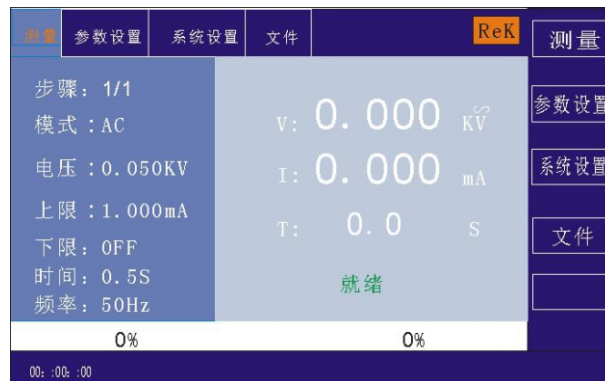 测量 参数设置 系统设置 文件 ReK
测量
步骤: 1/1
模式 :AC
电压 :0.050KV
上限 :1.000mA
下限: OFF
时间: 0.5S
频率: 50Hz
V: 0.000 KV
I: 0.000 mA
T: 0.0 S
就绪
参数设置
系统设置
文件
0% 0%
00: :00: :00